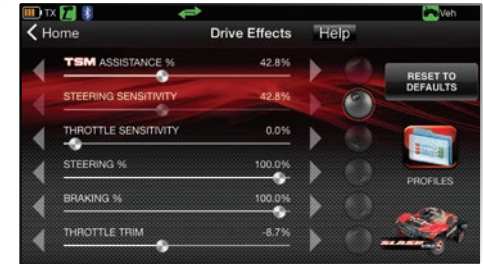 TX Veh
Home Drive Effects Help
TSM ASSISTANCE % 42.8%
STEERING SENSITIVITY 42.8%
THROTTLE SENSITIVITY 0.0%
STEERING % 100.0%
BRAKING % 100.0%
THROTTLE TRIM -8.7%
RESET TO
DEFAULTS
PROFILES
SLASH